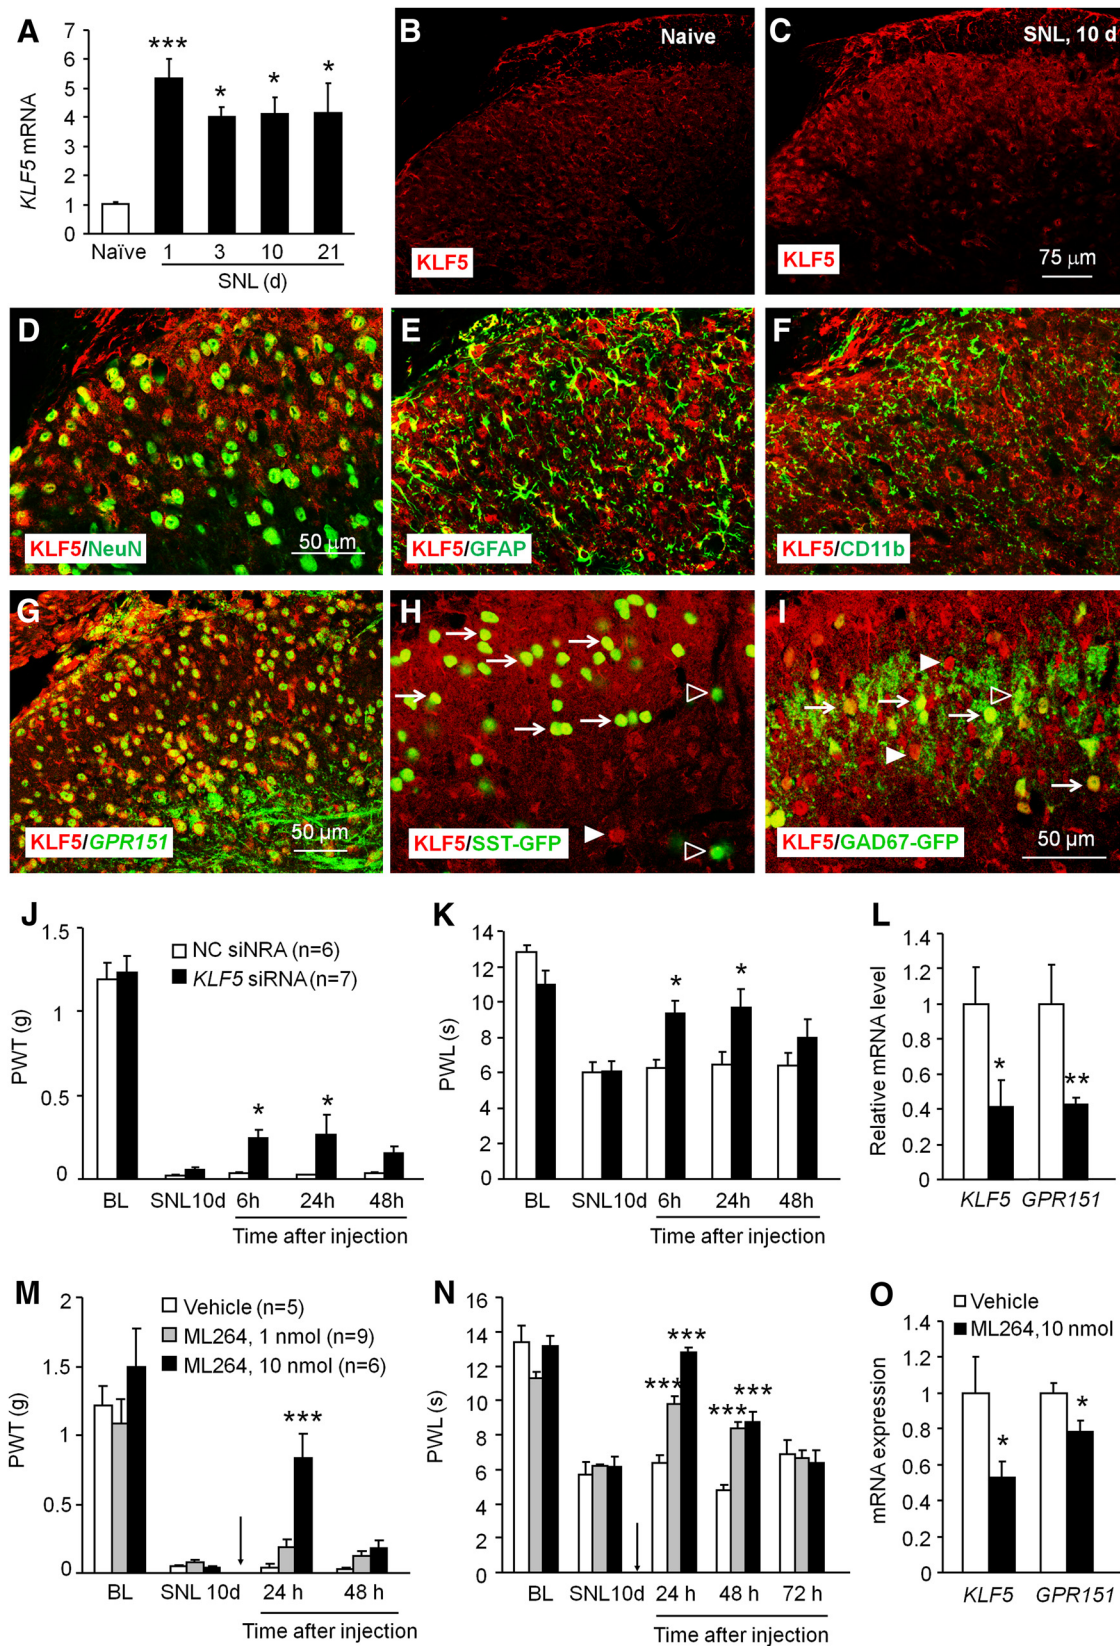 A
KLF5 mRNA
7
6
5
4
3
2
1
0
***
*
*
*
Naïve
1
3
10
21
SNL (d)
B
Naive
KLF5
C
SNL, 10 d
KLF5
75 μm
D
KLF5/NeuN
50 μm
E
KLF5/GFAP
F
KLF5/CD11b
G
KLF5/GPR151
50 μm
H
KLF5/SST-GFP
I
KLF5/GAD67-GFP
50 μm
J
PWT (g)
1.5
1
0.5
0
NC siNRA (n=6)
KLF5 siRNA (n=7)
*
*
BL
SNL10d
6h
24h
48h
Time after injection
K
PWL (s)
14
12
10
8
6
4
2
0
*
*
BL
SNL10d
6h
24h
48h
Time after injection
L
Relative mRNA level
1.4
1.2
1
0.8
0.6
0.4
0.2
0
*
**
KLF5
GPR151
M
PWT (g)
2
1.5
1
0.5
0
Vehicle (n=5)
ML264, 1 nmol (n=9)
ML264, 10 nmol (n=6)
***
BL
SNL 10d
24 h
48 h
Time after injection
N
PWL (s)
16
14
12
10
8
6
4
2
0
***
***
***
***
BL
SNL10d
24 h
48 h
72 h
Time after injection
O
mRNA expression
1.4
1.2
1
0.8
0.6
0.4
0.2
0
Vehicle
ML264,10 nmol
*
*
KLF5
GPR151